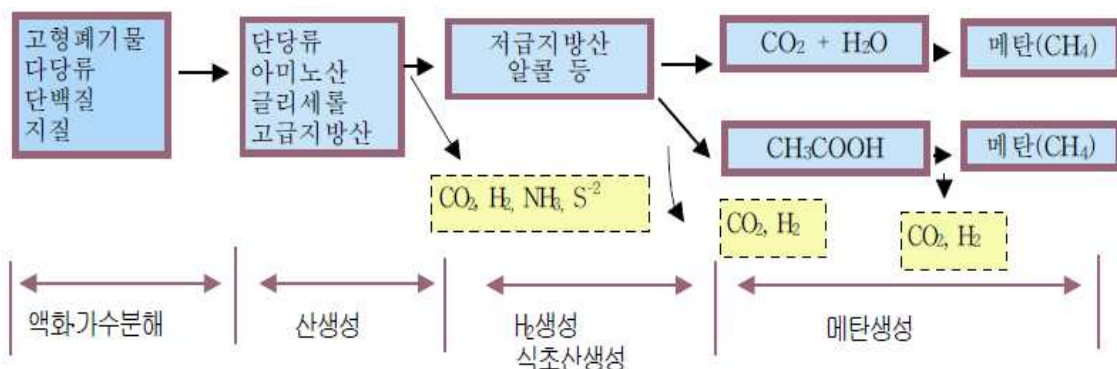 고형폐기물
다당류
단백질
지질
단당류
아미노산
글리세롤
고급지방산
저급지방산
알콜 등
CO₂ + H₂O
메탄(CH₄)
CH₃COOH
메탄(CH₄)
CO₂, H₂, NH₃, S⁻²
CO₂, H₂
CO₂, H₂
액화·가수분해
산생성
H₂생성
식초산생성
메탄생성